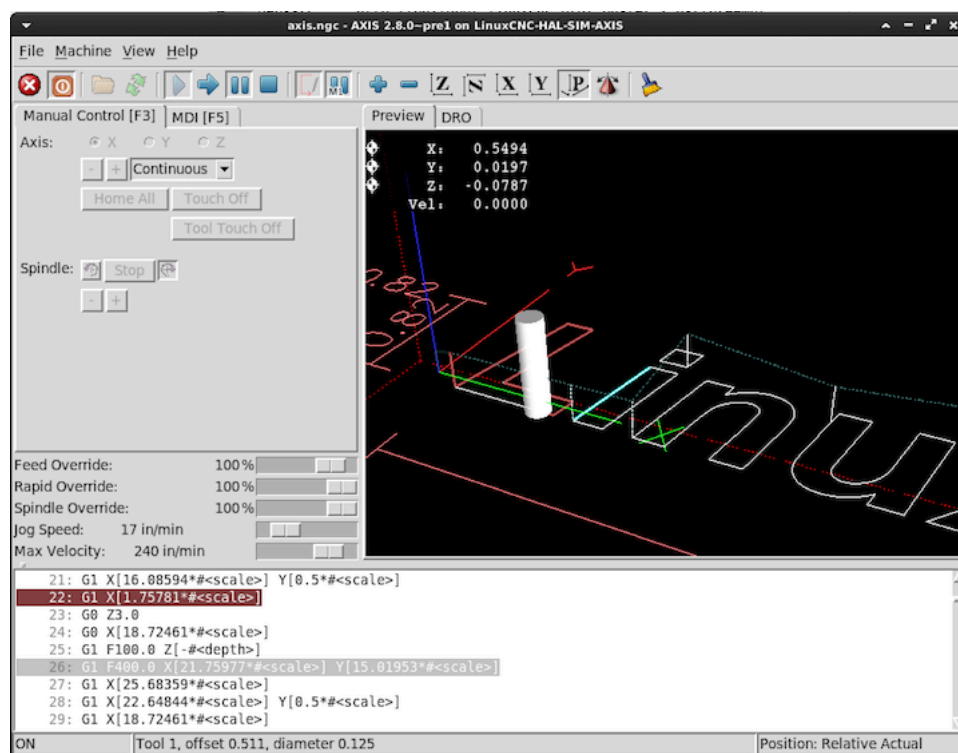 axis.ngc - AXIS 2.8.0~pre1 on LinuxCNC-HAL-SIM-AXIS
File Machine View Help
Z N X Y P
M1
Manual Control [F3] MDI [F5]
Axis: X Y Z
- + Continuous
Home All Touch Off
Tool Touch Off
Spindle: Stop
- +
Feed Override: 100%
Rapid Override: 100%
Spindle Override: 100%
Jog Speed: 17 in/min
Max Velocity: 240 in/min
Preview DRO
X: 0.5494
Y: 0.0197
Z: -0.0787
Vel: 0.0000
Y
X
Linu
21: G1 X[16.08594*#<scale>] Y[0.5*#<scale>]
22: G1 X[1.75781*#<scale>]
23: G0 Z3.0
24: G0 X[18.72461*#<scale>]
25: G1 F100.0 Z[-#<depth>]
26: G1 F400.0 X[21.75977*#<scale>] Y[15.01953*#<scale>]
27: G1 X[25.68359*#<scale>]
28: G1 X[22.64844*#<scale>] Y[0.5*#<scale>]
29: G1 X[18.72461*#<scale>]
ON Tool 1, offset 0.511, diameter 0.125 Position: Relative Actual